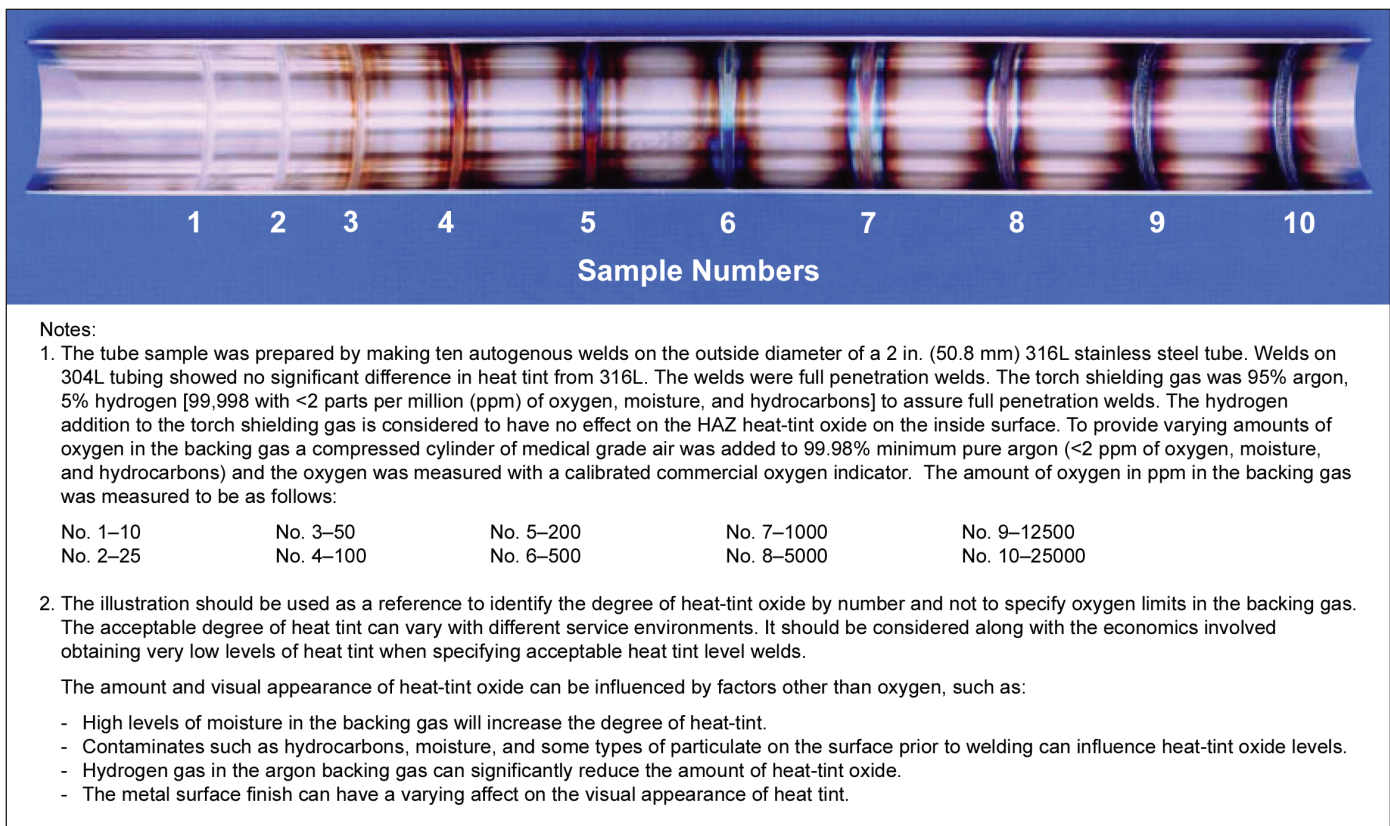 1 2 3 4 5 6 7 8 9 10
Sample Numbers
Notes:
1. The tube sample was prepared by making ten autogenous welds on the outside diameter of a 2 in. (50.8 mm) 316L stainless steel tube. Welds on
304L tubing showed no significant difference in heat tint from 316L. The welds were full penetration welds. The torch shielding gas was 95% argon,
5% hydrogen [99,998 with <2 parts per million (ppm) of oxygen, moisture, and hydrocarbons] to assure full penetration welds. The hydrogen
addition to the torch shielding gas is considered to have no effect on the HAZ heat-tint oxide on the inside surface. To provide varying amounts of
oxygen in the backing gas a compressed cylinder of medical grade air was added to 99.98% minimum pure argon (<2 ppm of oxygen, moisture,
and hydrocarbons) and the oxygen was measured with a calibrated commercial oxygen indicator.  The amount of oxygen in ppm in the backing gas
was measured to be as follows:
No. 1–10 No. 3–50 No. 5–200 No. 7–1000 No. 9–12500
No. 2–25 No. 4–100 No. 6–500 No. 8–5000 No. 10–25000
2. The illustration should be used as a reference to identify the degree of heat-tint oxide by number and not to specify oxygen limits in the backing gas.
The acceptable degree of heat tint can vary with different service environments. It should be considered along with the economics involved
obtaining very low levels of heat tint when specifying acceptable heat tint level welds.
The amount and visual appearance of heat-tint oxide can be influenced by factors other than oxygen, such as:
- High levels of moisture in the backing gas will increase the degree of heat-tint.
- Contaminates such as hydrocarbons, moisture, and some types of particulate on the surface prior to welding can influence heat-tint oxide levels.
- Hydrogen gas in the argon backing gas can significantly reduce the amount of heat-tint oxide.
- The metal surface finish can have a varying affect on the visual appearance of heat tint.